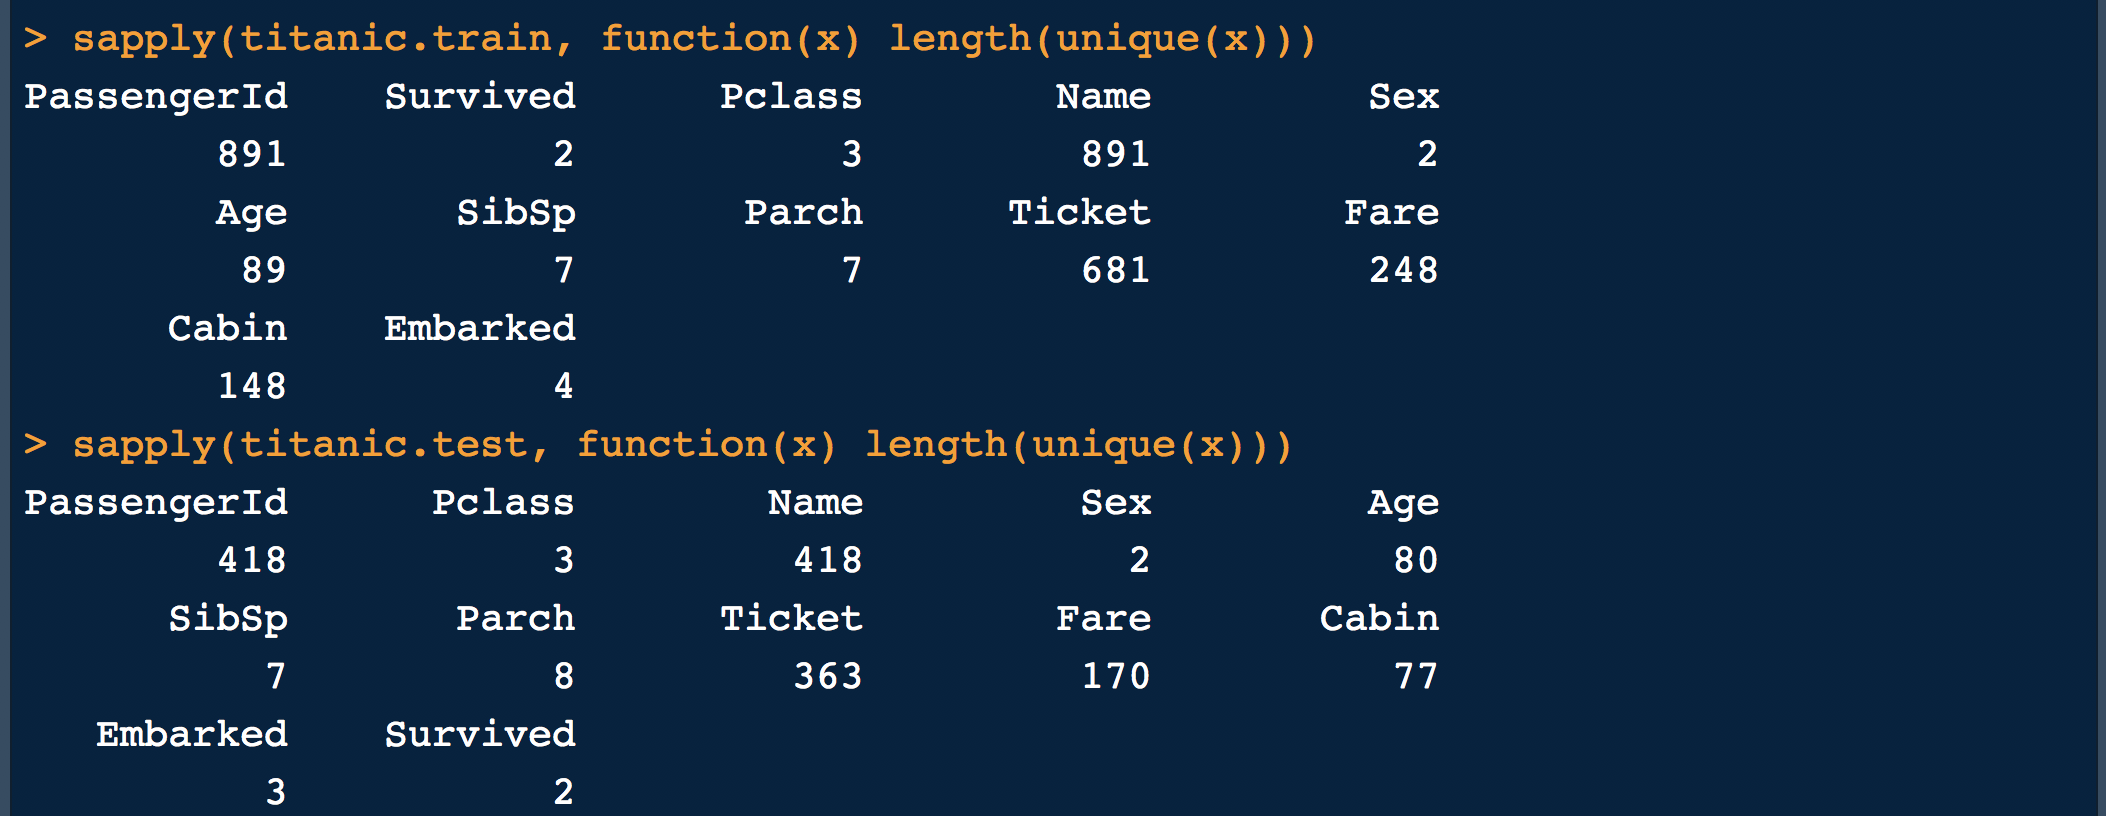 > sapply(titanic.train, function(x) length(unique(x)))
PassengerId    Survived      Pclass        Name         Sex
        891           2           3         891           2
        Age       SibSp       Parch      Ticket        Fare
         89           7           7         681         248
      Cabin    Embarked
        148           4
> sapply(titanic.test, function(x) length(unique(x)))
PassengerId      Pclass        Name         Sex         Age
        418           3         418           2          80
      SibSp       Parch      Ticket        Fare       Cabin
          7           8         363         170          77
   Embarked    Survived
          3           2